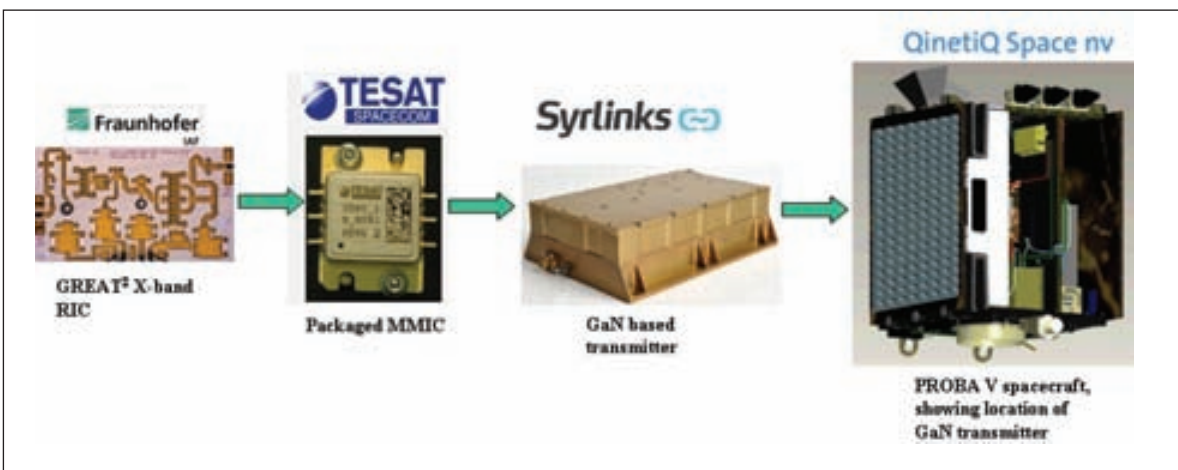 QinetiQ Space nv
TESAT
SPACECOM
Fraunhofer
IAF
Syrlinks
TESAT
GREAT² X-band
RIC
Packaged MMIC
GaN based
transmitter
PROBA V spacecraft,
showing location of
GaN transmitter